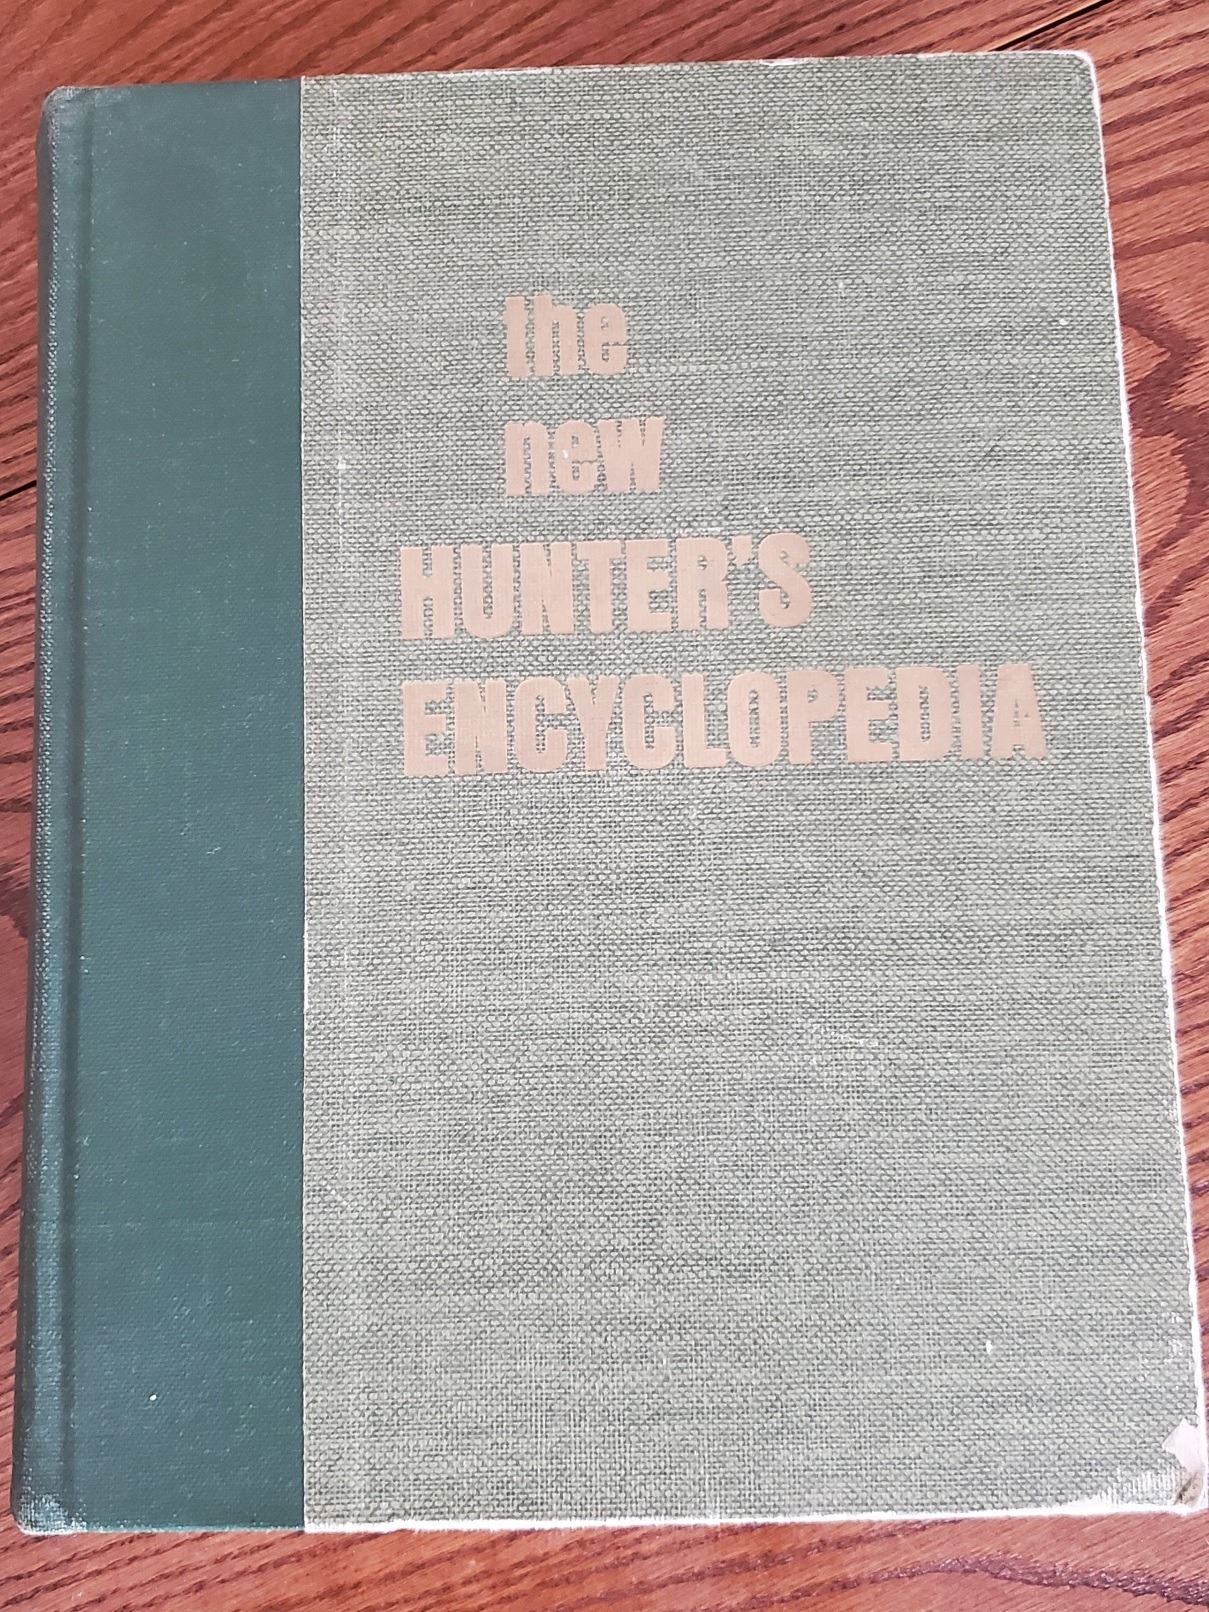 the
new
HUNTER'S
ENCYCLOPEDIA